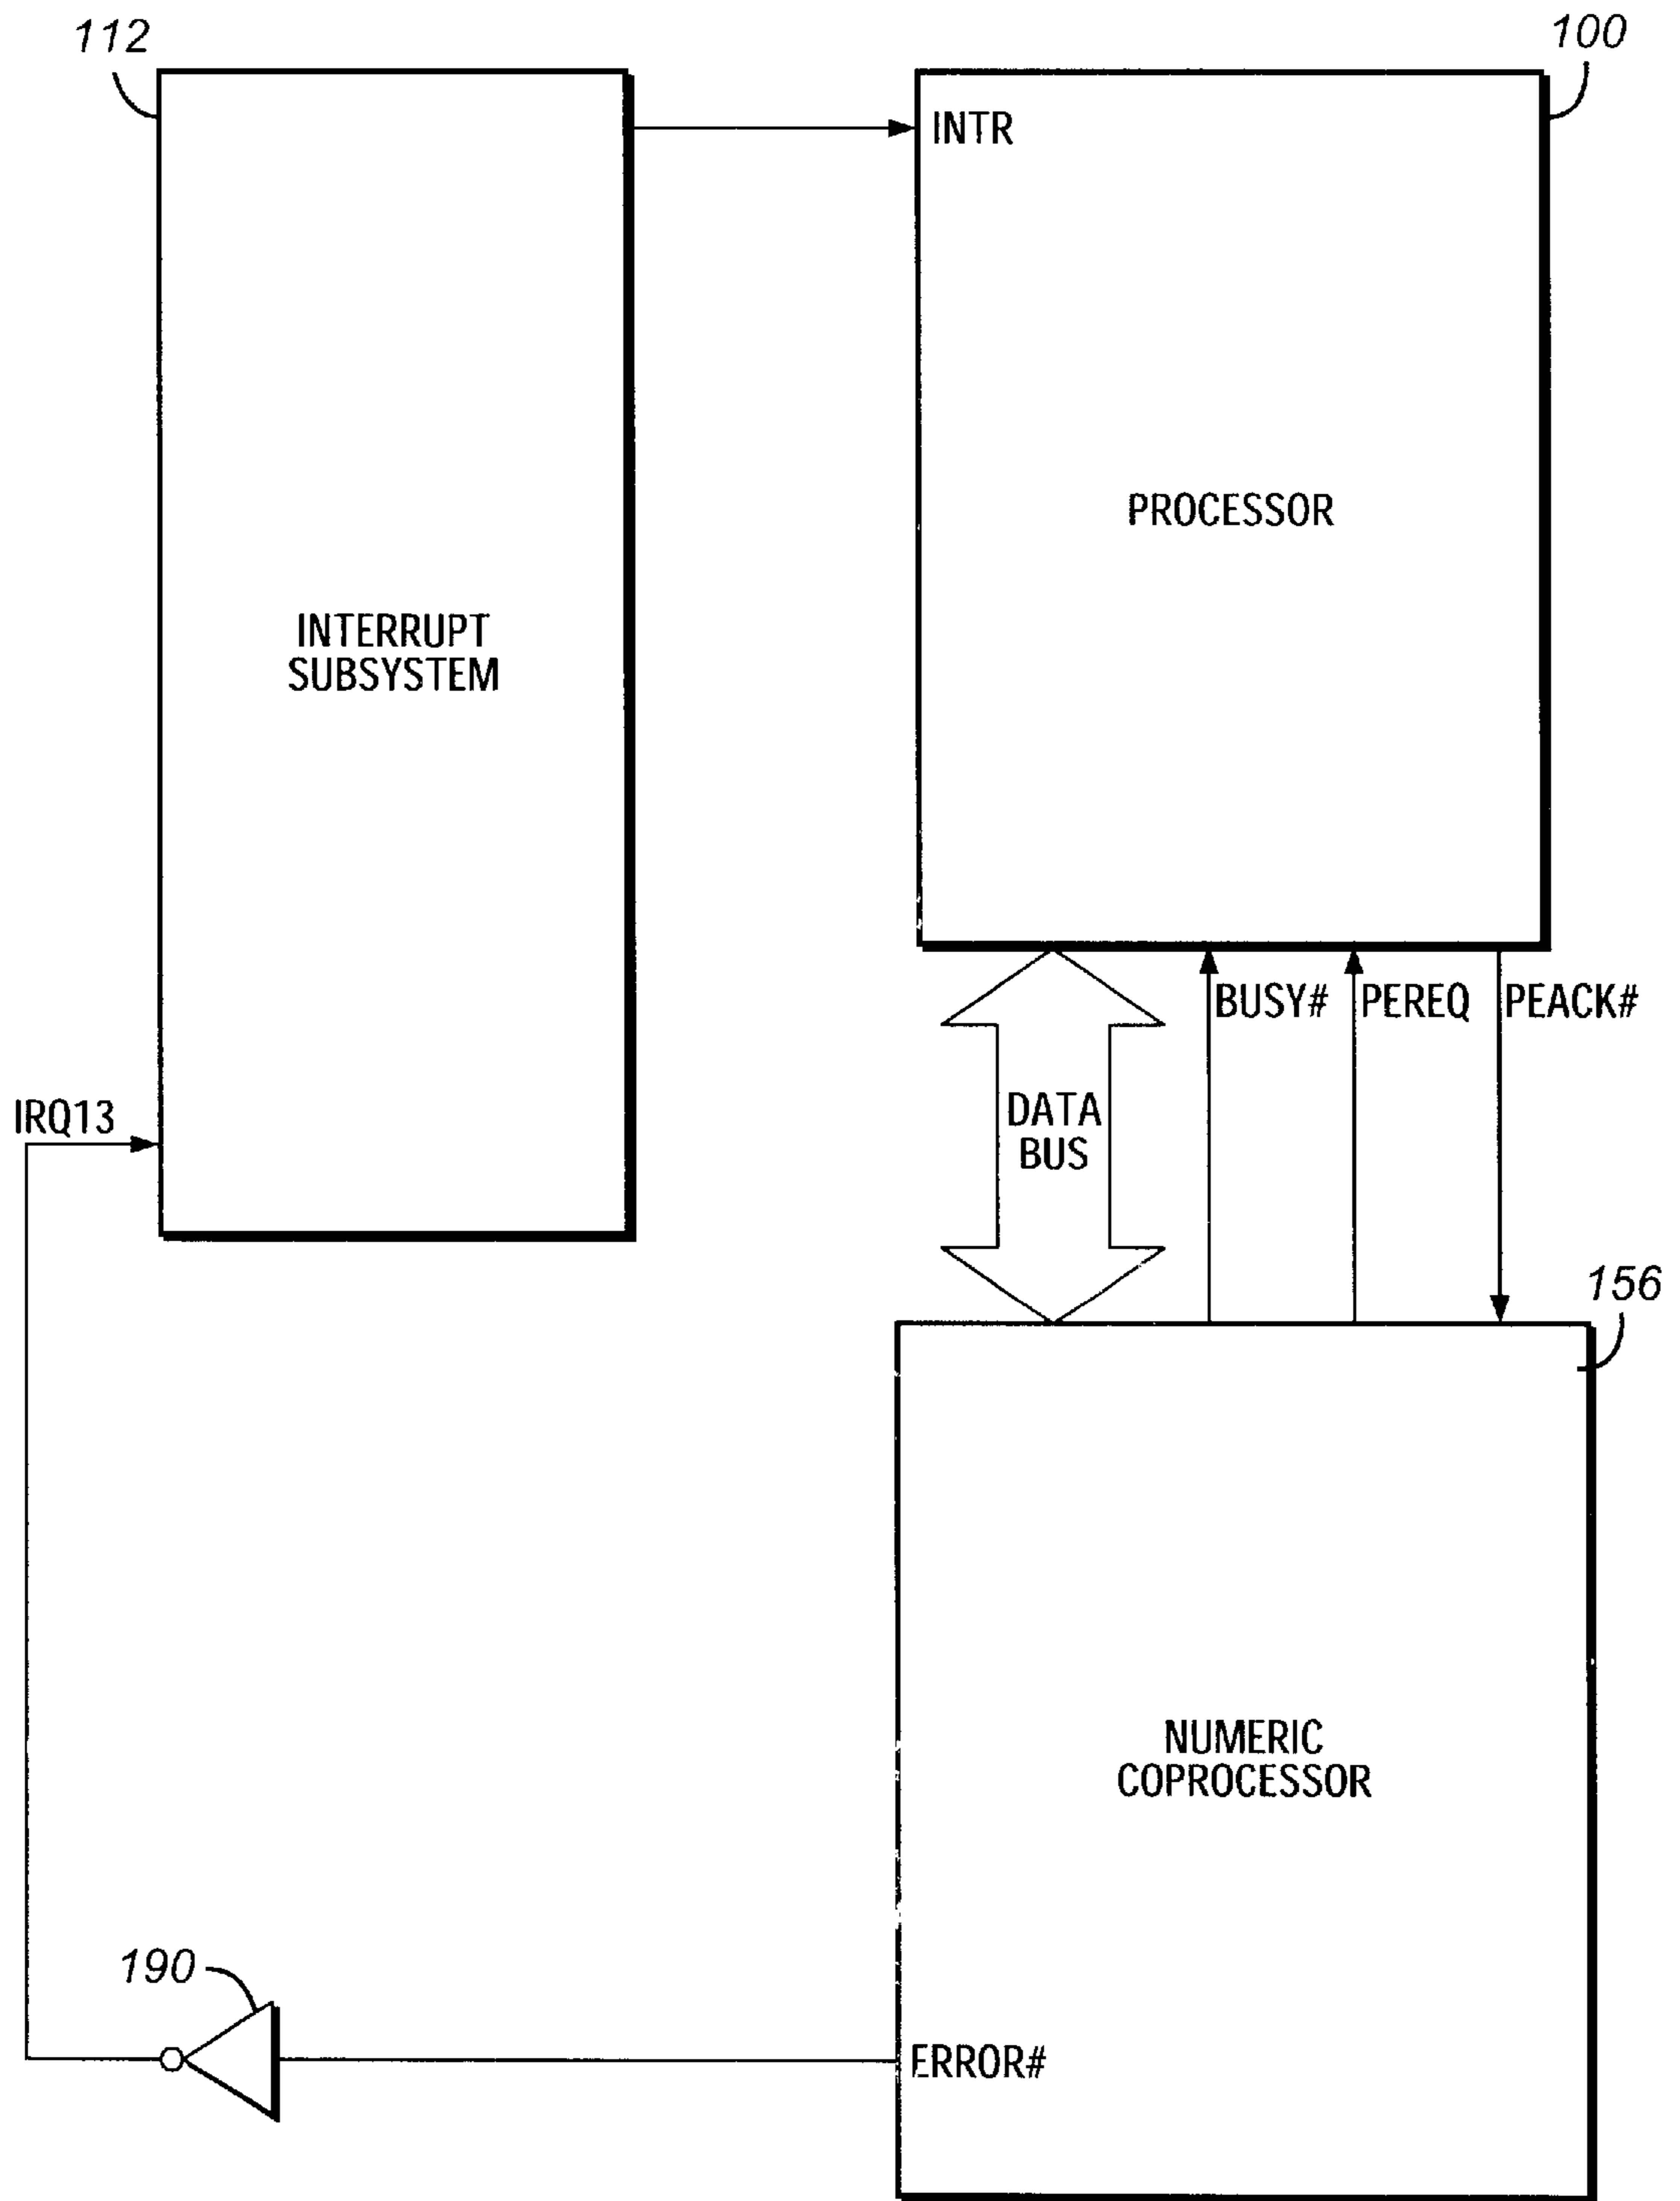 112
100
INTR
PROCESSOR
INTERRUPT
SUBSYSTEM
BUSY#
PEREQ
PEACK#
IRQ13
DATA
BUS
156
NUMERIC
COPROCESSOR
190
ERROR#